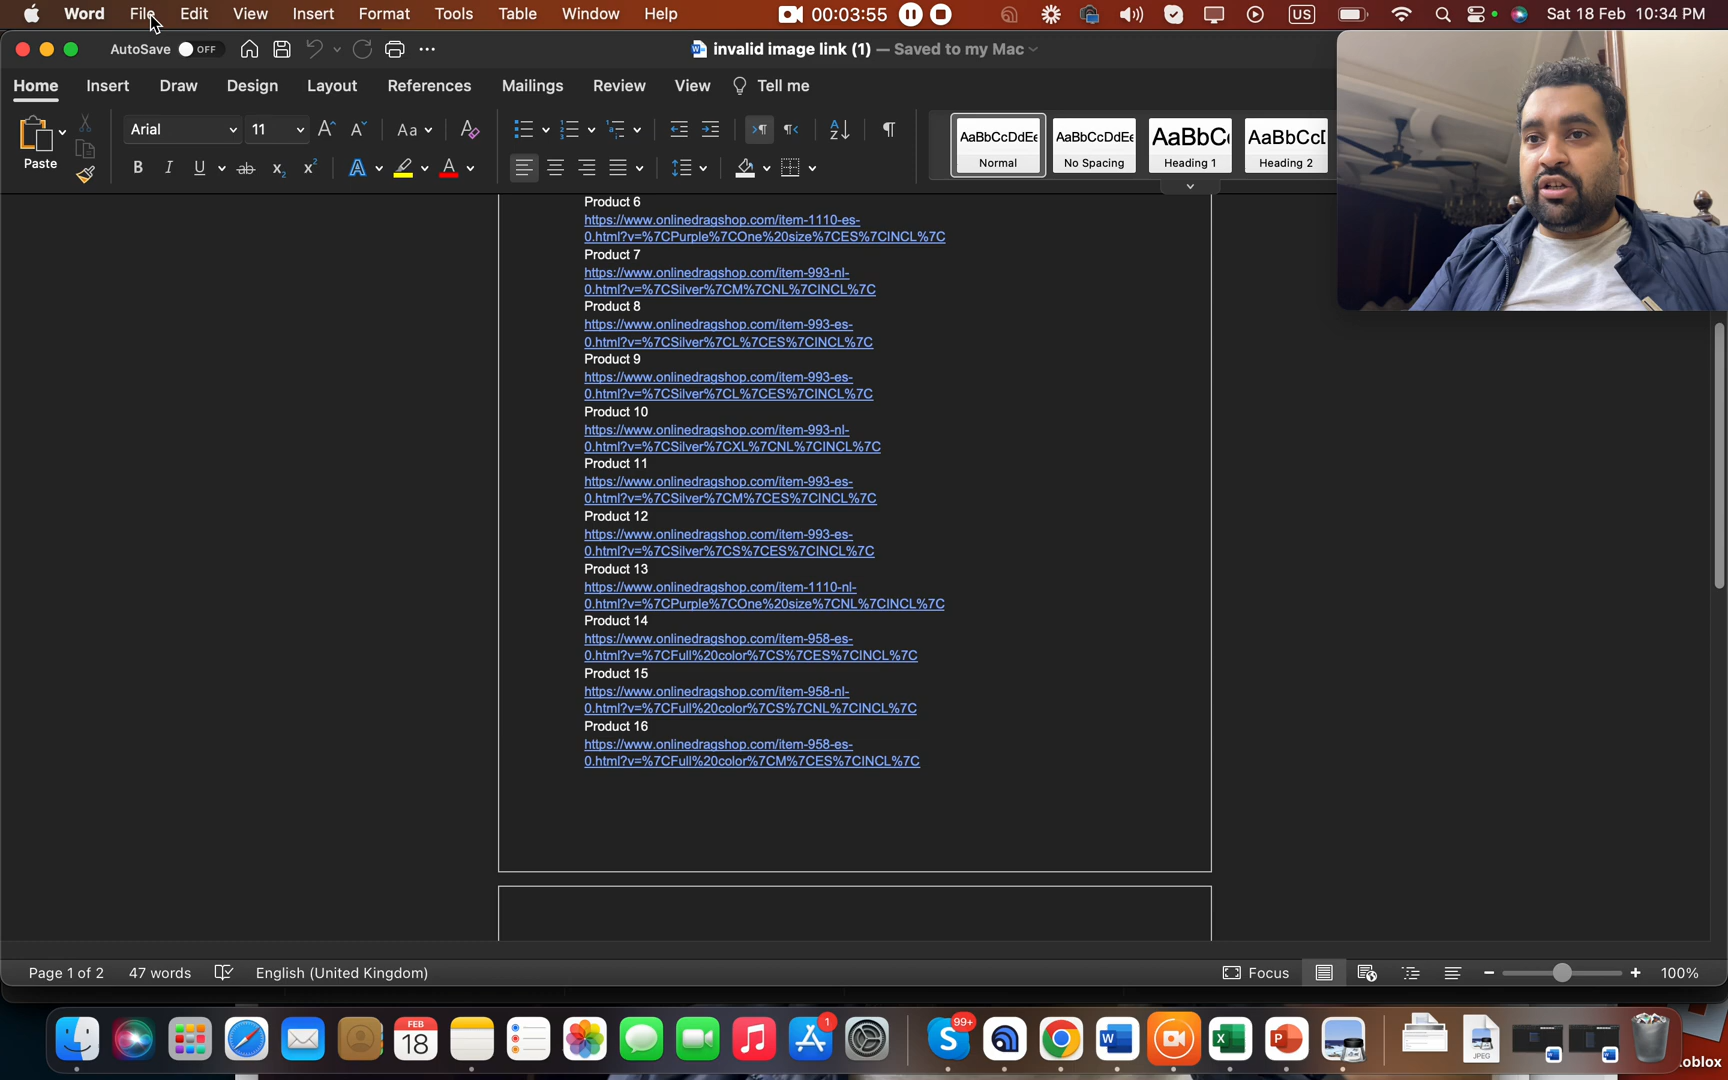 Word File Edit View Insert Format Tools Table Window Help 00:03:55 US Sat 18 Feb 10:34 PM
AutoSave OFF invalid image link (1) — Saved to my Mac
Home Insert Draw Design Layout References Mailings Review View Tell me
Paste Arial 11 Aa AaBbCcDdEe Normal AaBbCcDdEe No Spacing AaBbC Heading 1 AaBbCc Heading 2
B I U ab X2 X2 A A
Product 6
https://www.onlinedragshop.com/item-1110-es-
0.html?v=%7CPurple%7COne%20size%7CES%7CINCL%7C
Product 7
https://www.onlinedragshop.com/item-993-nl-
0.html?v=%7CSilver%7CM%7CNL%7CINCL%7C
Product 8
https://www.onlinedragshop.com/item-993-es-
0.html?v=%7CSilver%7CL%7CES%7CINCL%7C
Product 9
https://www.onlinedragshop.com/item-993-es-
0.html?v=%7CSilver%7CL%7CES%7CINCL%7C
Product 10
https://www.onlinedragshop.com/item-993-nl-
0.html?v=%7CSilver%7CXL%7CNL%7CINCL%7C
Product 11
https://www.onlinedragshop.com/item-993-es-
0.html?v=%7CSilver%7CM%7CES%7CINCL%7C
Product 12
https://www.onlinedragshop.com/item-993-es-
0.html?v=%7CSilver%7CS%7CES%7CINCL%7C
Product 13
https://www.onlinedragshop.com/item-1110-nl-
0.html?v=%7CPurple%7COne%20size%7CNL%7CINCL%7C
Product 14
https://www.onlinedragshop.com/item-958-es-
0.html?v=%7CFull%20color%7CS%7CES%7CINCL%7C
Product 15
https://www.onlinedragshop.com/item-958-nl-
0.html?v=%7CFull%20color%7CS%7CNL%7CINCL%7C
Product 16
https://www.onlinedragshop.com/item-958-es-
0.html?v=%7CFull%20color%7CM%7CES%7CINCL%7C
Page 1 of 2 47 words English (United Kingdom) Focus 100%
FEB
18
99+
1
JPEG
oblox